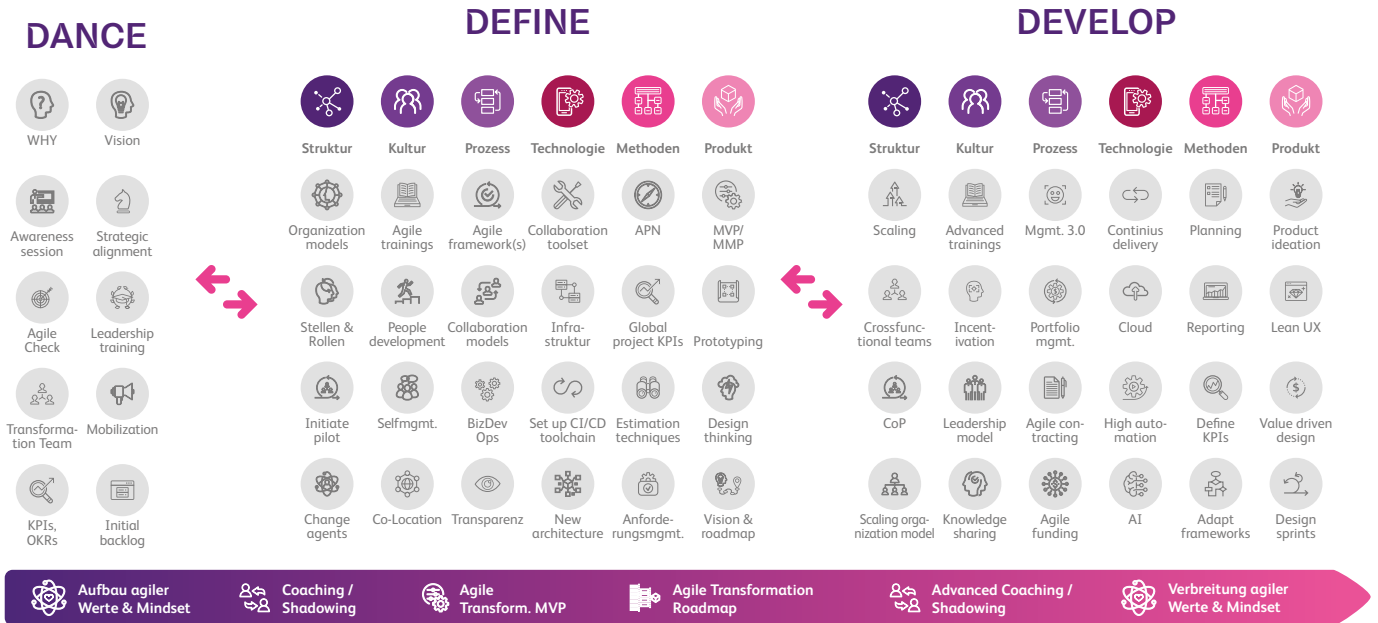 DANCE
WHY
Vision
Awareness
session
Strategic
alignment
Agile
Check
Leadership
training
Transforma-
tion Team
Mobilization
KPIs,
OKRs
Initial
backlog
DEFINE
Struktur
Kultur
Prozess
Technologie
Methoden
Produkt
Organization
models
Agile
trainings
Agile
framework(s)
Collaboration
toolset
APN
MVP/
MMP
Stellen &
Rollen
People
development
Collaboration
models
Infra-
struktur
Global
project KPIs
Prototyping
Initiate
pilot
Selfmgmt.
BizDev
Ops
Set up CI/CD
toolchain
Estimation
techniques
Design
thinking
Change
agents
Co-Location
Transparenz
New
architecture
Anforde-
rungsmgmt.
Vision &
roadmap
DEVELOP
Struktur
Kultur
Prozess
Technologie
Methoden
Produkt
Scaling
Advanced
trainings
Mgmt. 3.0
Continius
delivery
Planning
Product
ideation
Crossfunc-
tional teams
Incent-
ivation
Portfolio
mgmt.
Cloud
Reporting
Lean UX
CoP
Leadership
model
Agile con-
tracting
High auto-
mation
Define
KPIs
Value driven
design
Scaling orga-
nization model
Knowledge
sharing
Agile
funding
AI
Adapt
frameworks
Design
sprints
Aufbau agiler
Werte & Mindset
Coaching /
Shadowing
Agile
Transform. MVP
Agile Transformation
Roadmap
Advanced Coaching /
Shadowing
Verbreitung agiler
Werte & Mindset